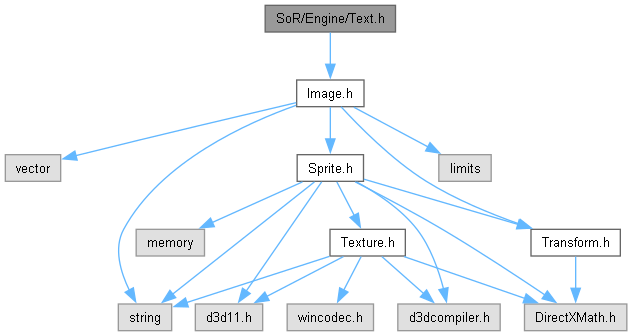 SoR/Engine/Text.h
Image.h
vector
Sprite.h
limits
memory
Texture.h
Transform.h
string
d3d11.h
wincodec.h
d3dcompiler.h
DirectXMath.h